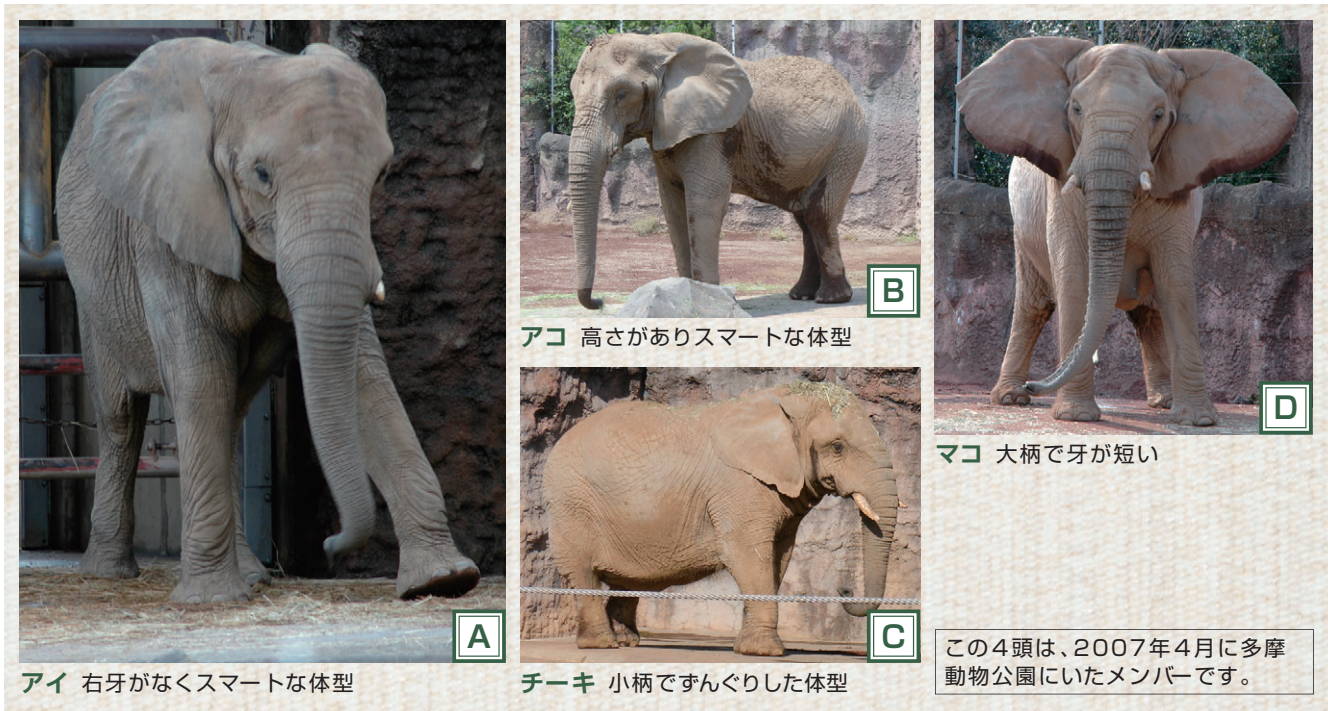 A
アイ 右牙がなくスマートな体型
B
アコ 高さがありスマートな体型
C
チーキ 小柄でずんぐりした体型
D
マコ 大柄で牙が短い
この4頭は、2007年4月に多摩
動物公園にいたメンバーです。